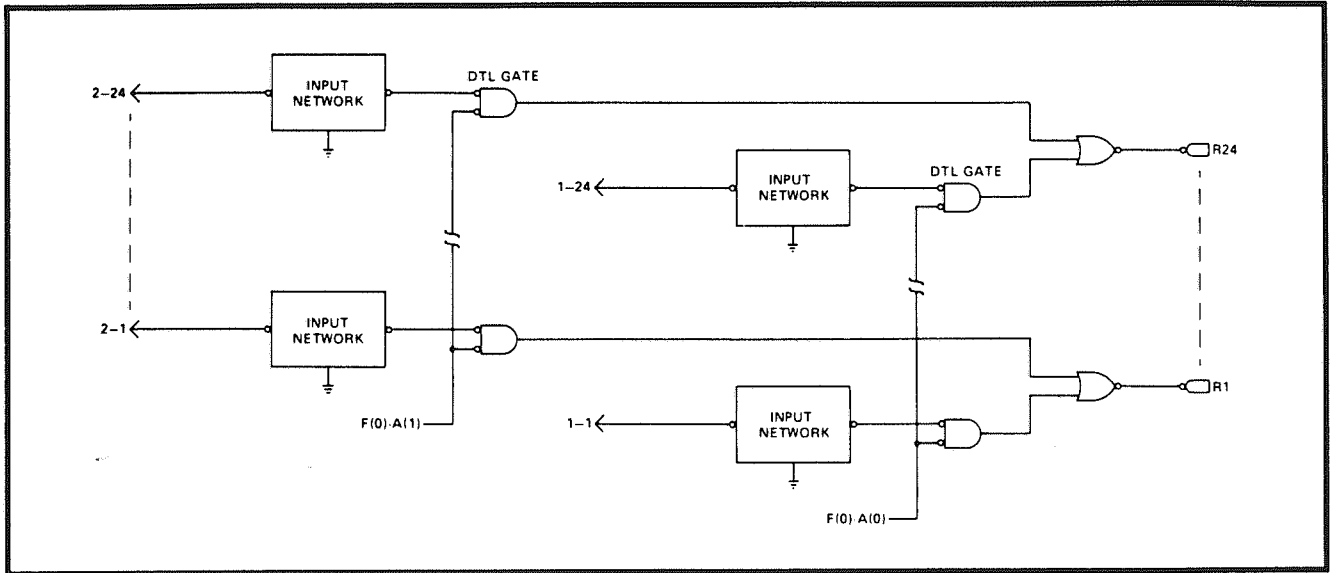 DTL GATE
2-24
INPUT
NETWORK
R24
DTL GATE
1-24
INPUT
NETWORK
2-1
INPUT
NETWORK
R1
F(0)·A(1)
1-1
INPUT
NETWORK
F(0)·A(0)